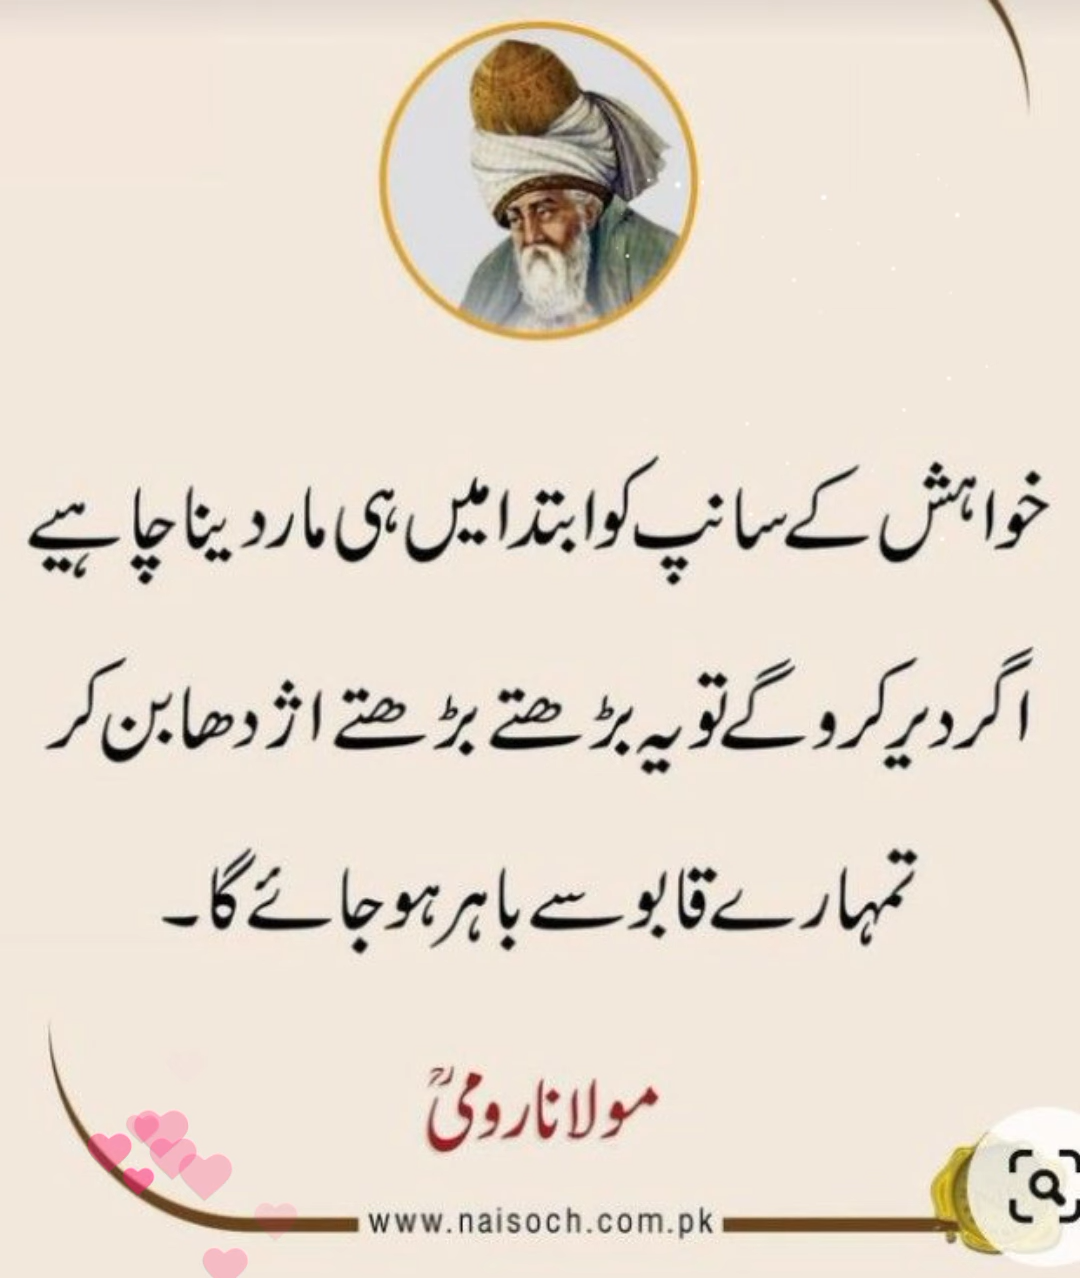 خواہش کے سانپ کو ابتدا میں ہی مار دینا چاہیے
اگر دیر کرو گے تو یہ بڑھتے بڑھتے اژدھا بن کر
تمہارے قابو سے باہر ہو جائے گا۔
مولانا رومیؒ
www.naisoch.com.pk